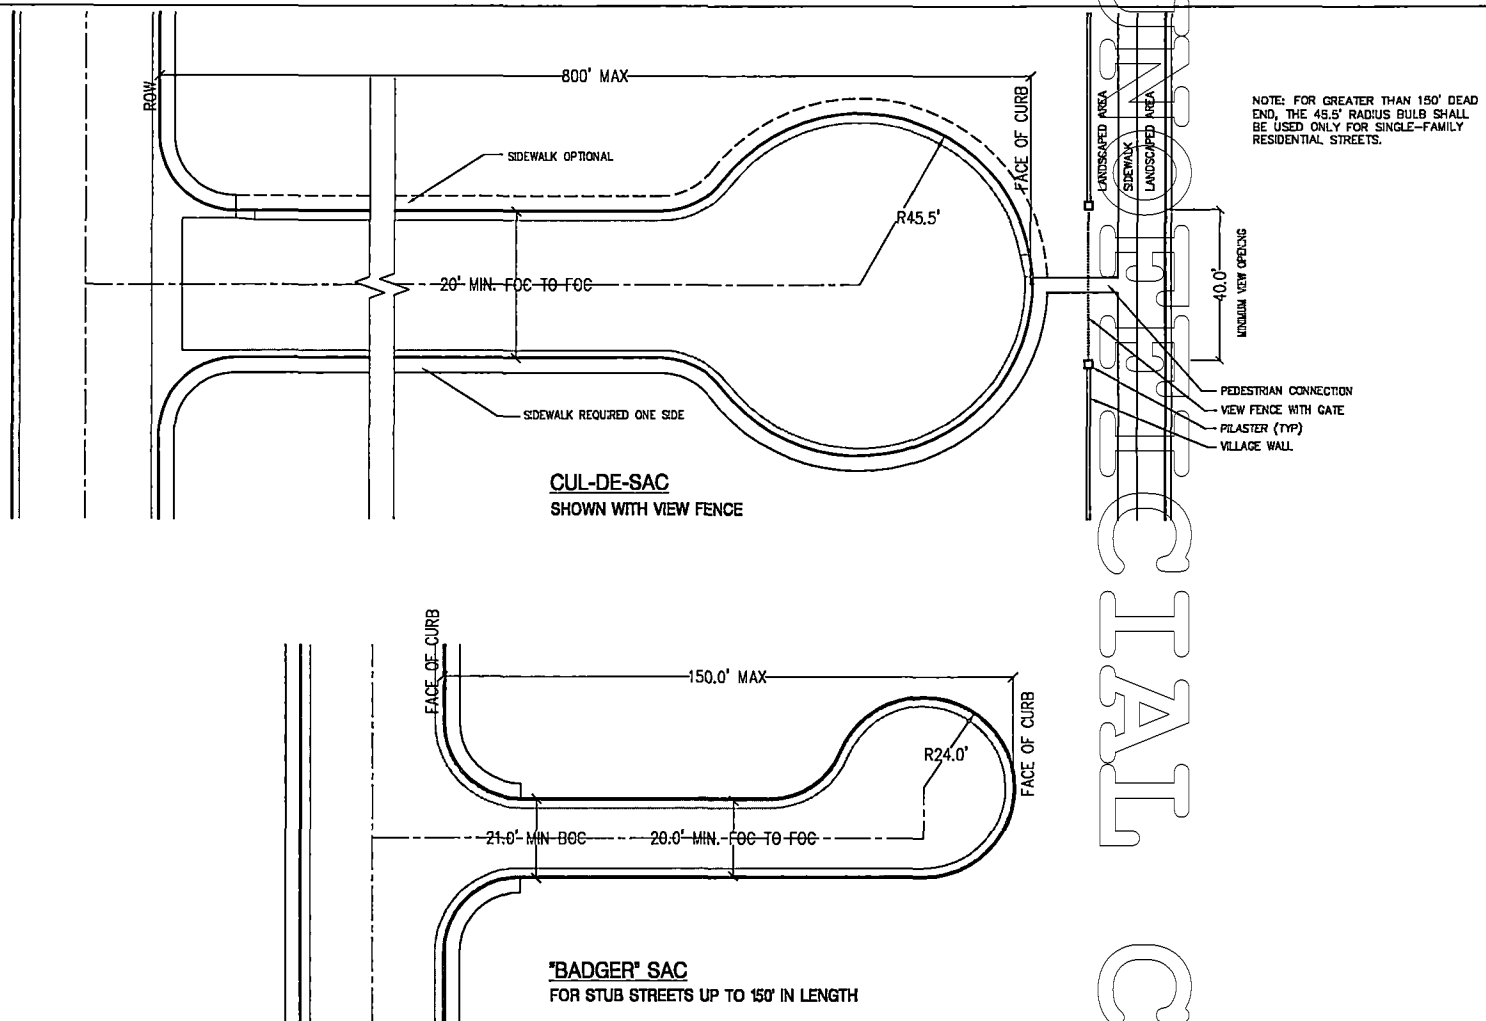 800' MAX
ROW
FACE OF CURB
LANDSCAPED AREA
SIDEWALK
LANDSCAPED AREA
NOTE: FOR GREATER THAN 150' DEAD
END, THE 45.5' RADIUS BULB SHALL
BE USED ONLY FOR SINGLE-FAMILY
RESIDENTIAL STREETS.
SIDEWALK OPTIONAL
R45.5'
20' MIN. FOC TO FOC
40.0'
MINIMUM VIEW OPENING
PEDESTRIAN CONNECTION
VIEW FENCE WITH GATE
PILASTER (TYP)
VILLAGE WALL
SIDEWALK REQUIRED ONE SIDE
CUL-DE-SAC
SHOWN WITH VIEW FENCE
FACE OF CURB
150.0' MAX
FACE OF CURB
R24.0'
21.0' MIN BOC
20.0' MIN. FOC TO FOC
"BADGER" SAC
FOR STUB STREETS UP TO 150' IN LENGTH
CIAL C